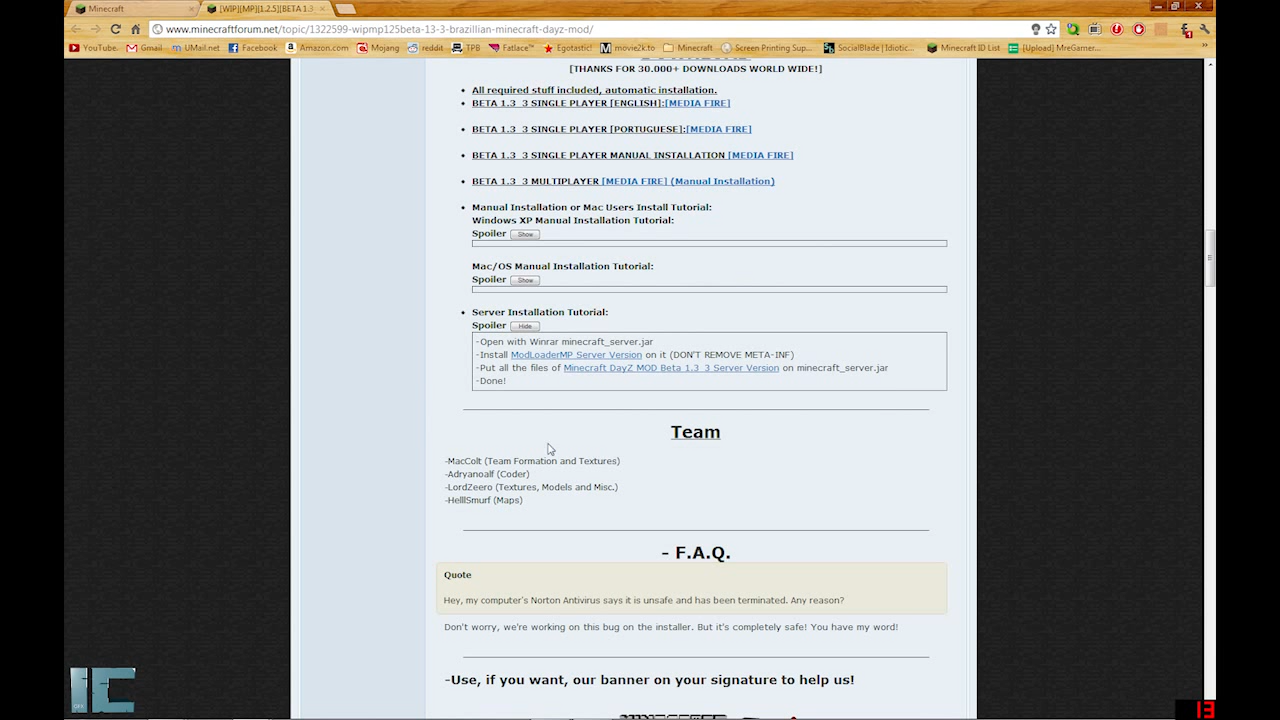 Minecraft
[WIP][MP][1.2.5][BETA 1.3
www.minecraftforum.net/topic/1322599-wipmp125beta-13-3-brazillian-minecraft-dayz-mod/
YouTube. Gmail UMail.net Facebook Amazon.com Mojang reddit TPB Fatlace™ Egotastic! movie2k.to Minecraft Screen Printing Sup... SocialBlade |Idiotic... Minecraft ID List [Upload] MreGamer...
[THANKS FOR 30.000+ DOWNLOADS WORLD WIDE!]
All required stuff included, automatic installation.
BETA 1.3_3 SINGLE PLAYER [ENGLISH]:[MEDIA FIRE]
BETA 1.3_3 SINGLE PLAYER [PORTUGUESE]:[MEDIA FIRE]
BETA 1.3_3 SINGLE PLAYER MANUAL INSTALLATION [MEDIA FIRE]
BETA 1.3_3 MULTIPLAYER [MEDIA FIRE] (Manual Installation)
Manual Installation or Mac Users Install Tutorial:
Windows XP Manual Installation Tutorial:
Spoiler Show
Mac/OS Manual Installation Tutorial:
Spoiler Show
Server Installation Tutorial:
Spoiler Hide
-Open with Winrar minecraft_server.jar
-Install ModLoaderMP Server Version on it (DON'T REMOVE META-INF)
-Put all the files of Minecraft DayZ MOD Beta 1.3_3 Server Version on minecraft_server.jar
-Done!
Team
-MacColt (Team Formation and Textures)
-Adryanoalf (Coder)
-LordZeero (Textures, Models and Misc.)
-HelllSmurf (Maps)
- F.A.Q.
Quote
Hey, my computer's Norton Antivirus says it is unsafe and has been terminated. Any reason?
Don't worry, we're working on this bug on the installer. But it's completely safe! You have my word!
-Use, if you want, our banner on your signature to help us!
IC
13